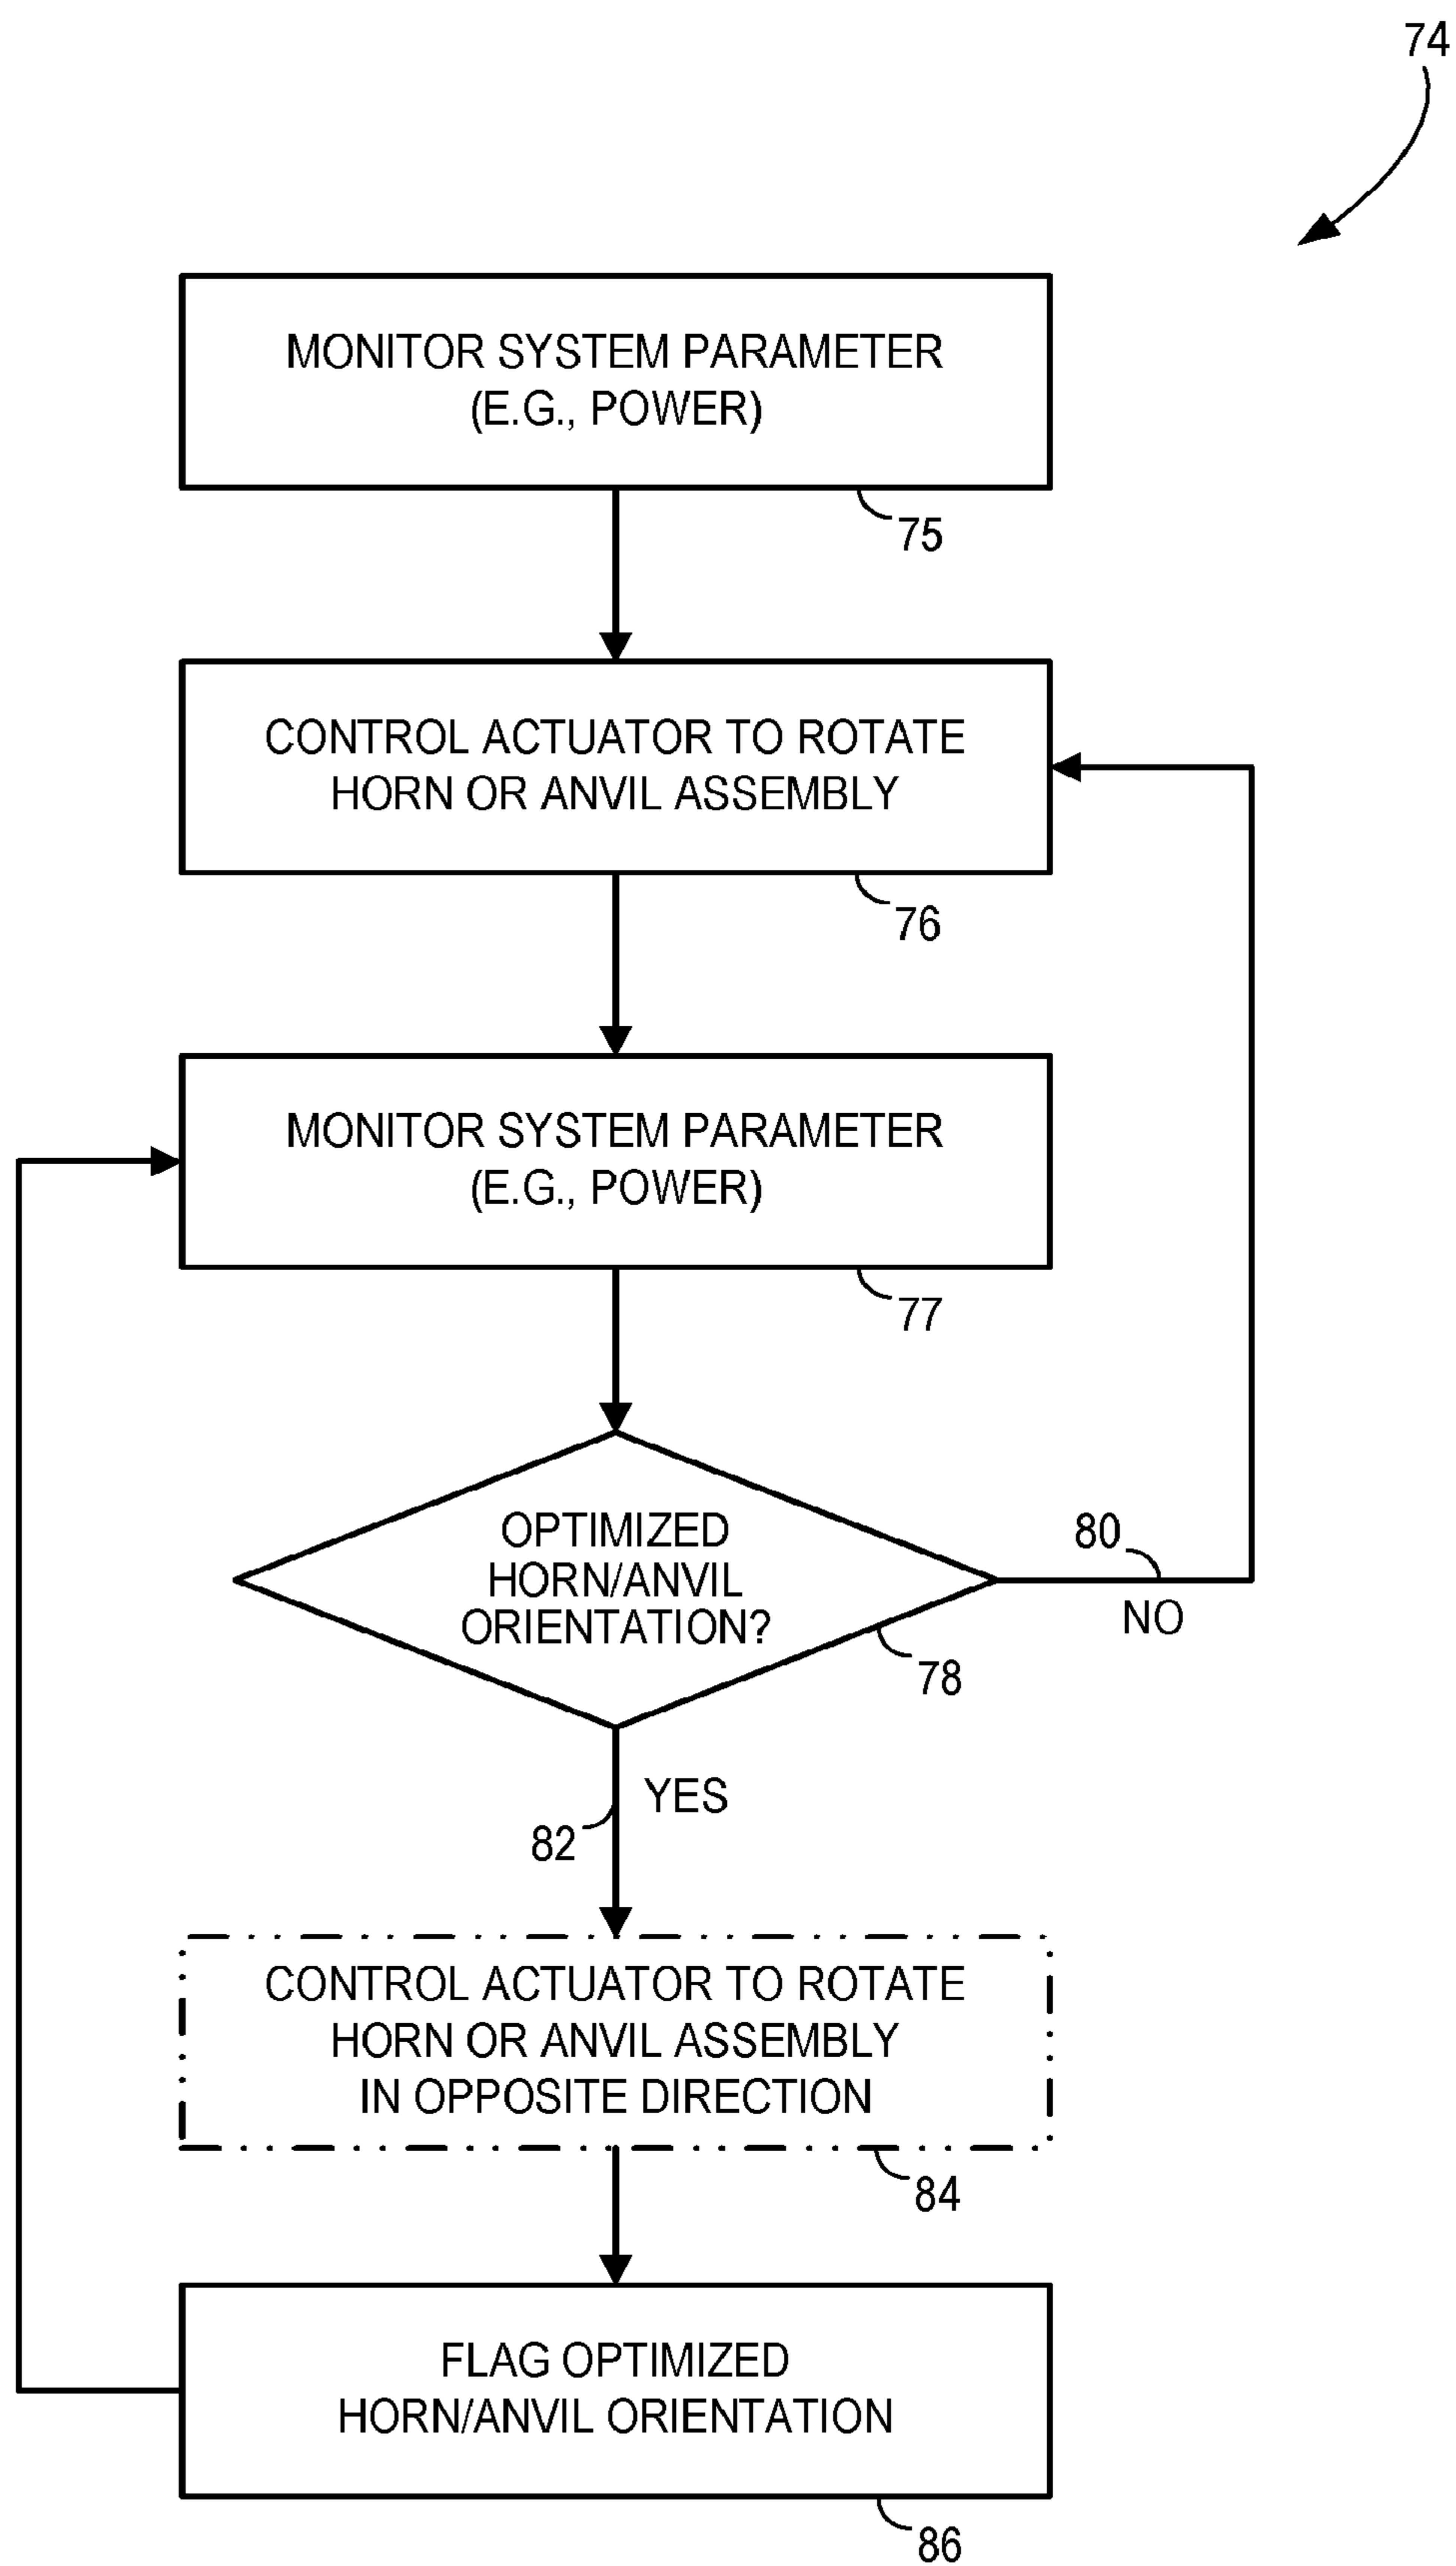 74
MONITOR SYSTEM PARAMETER
(E.G., POWER)
75
CONTROL ACTUATOR TO ROTATE
HORN OR ANVIL ASSEMBLY
76
MONITOR SYSTEM PARAMETER
(E.G., POWER)
77
OPTIMIZED
HORN/ANVIL
ORIENTATION?
78
80
NO
YES
82
CONTROL ACTUATOR TO ROTATE
HORN OR ANVIL ASSEMBLY
IN OPPOSITE DIRECTION
84
FLAG OPTIMIZED
HORN/ANVIL ORIENTATION
86